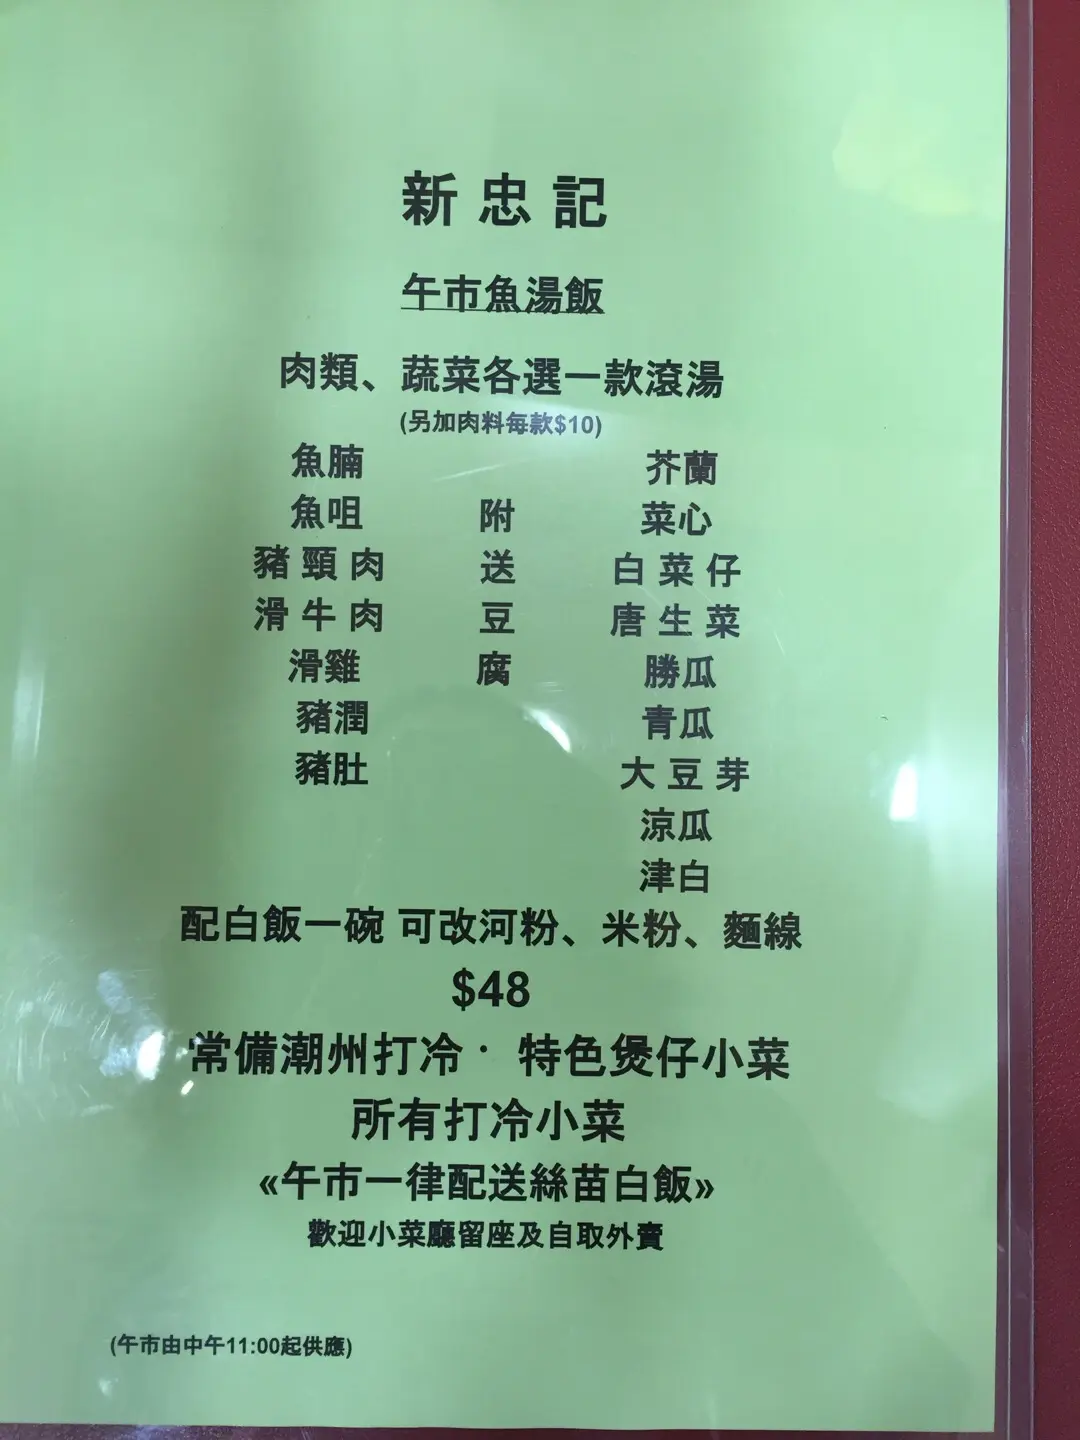 新忠記
午市魚湯飯
肉類、蔬菜各選一款滾湯
(另加肉料每款$10)
魚腩 芥蘭
魚咀 附 菜心
豬頸肉 送 白菜仔
滑牛肉 豆 唐生菜
滑雞 腐 勝瓜
豬潤 青瓜
豬肚 大豆芽
涼瓜
津白
配白飯一碗 可改河粉、米粉、麵線
$48
常備潮州打冷· 特色煲仔小菜
所有打冷小菜
«午市一律配送絲苗白飯»
歡迎小菜廳留座及自取外賣
(午市由中午11:00起供應)